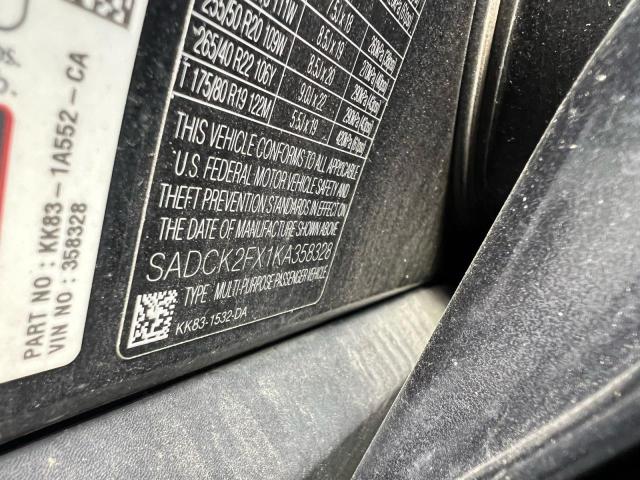 255/50 R20 109W 8.5J x 19
*265/40 R22 106Y 8.5J x 20
T 175/80 R19 122M 9.0J x 22
5.5J x 19
THIS VEHICLE CONFORMS TO ALL APPLICABLE
U.S. FEDERAL MOTOR VEHICLE SAFETY AND
THEFT PREVENTION STANDARDS IN EFFECT ON
THE DATE OF MANUFACTURE SHOWN ABOVE.
SADCK2FX1KA358328
TYPE: MULTI-PURPOSE PASSENGER VEHICLE
KK83-1532-DA
PART NO : KK83 - 1A552 - CA
VIN NO : 358328